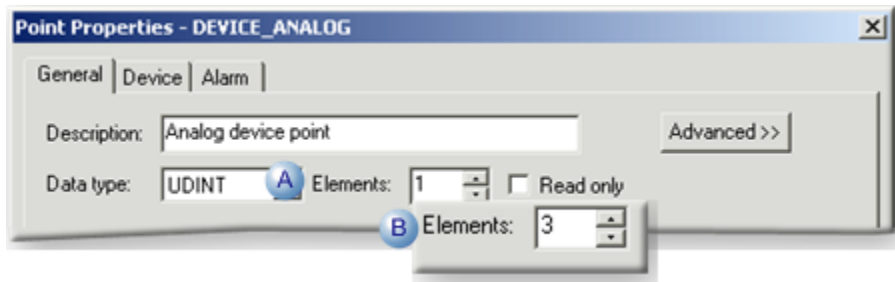 Point Properties - DEVICE_ANALOG
General Device Alarm
Description: Analog device point Advanced >>
Data type: UDINT A Elements: 1 Read only
B Elements: 3